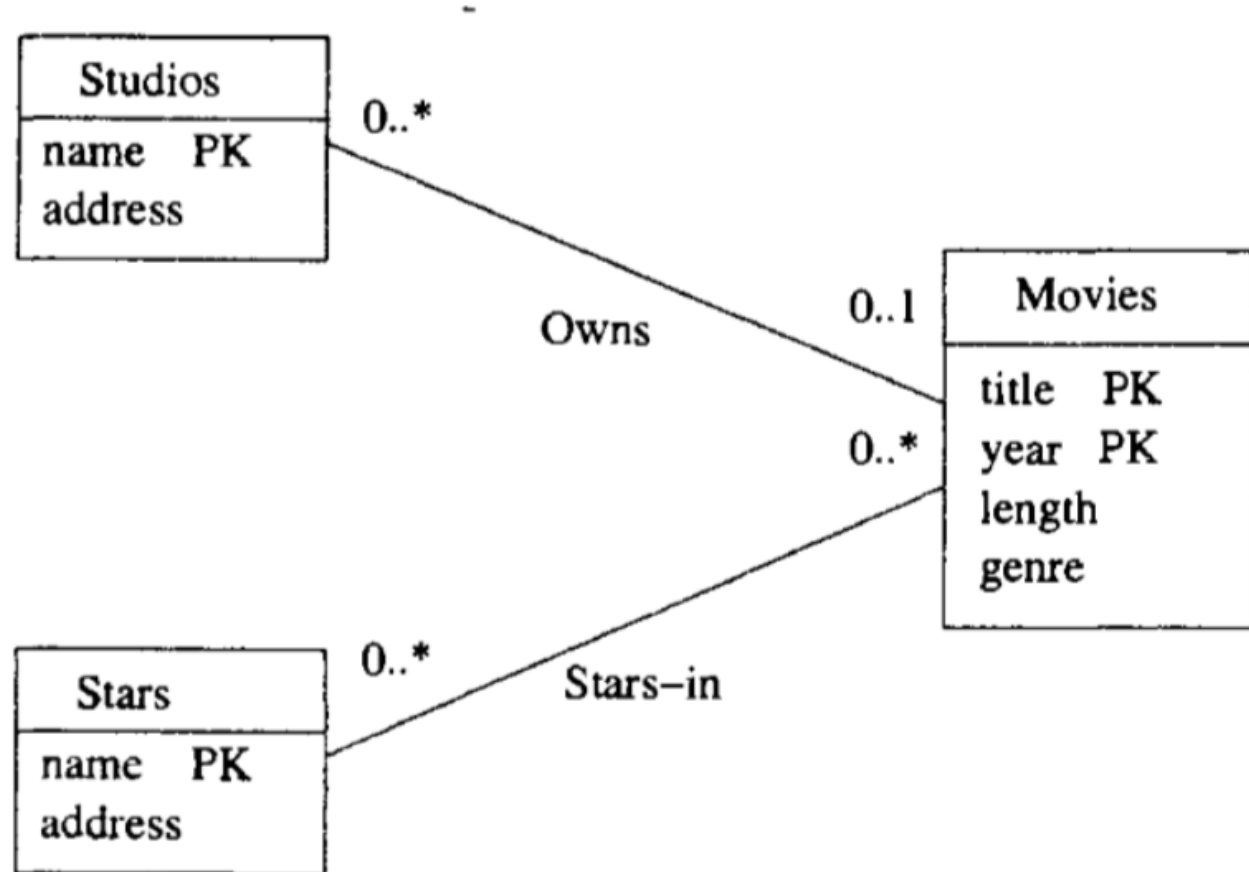 Studios
name PK
address
0..*
Owns
0..1
Movies
title PK
year PK
length
genre
0..*
Stars-in
0..*
Stars
name PK
address